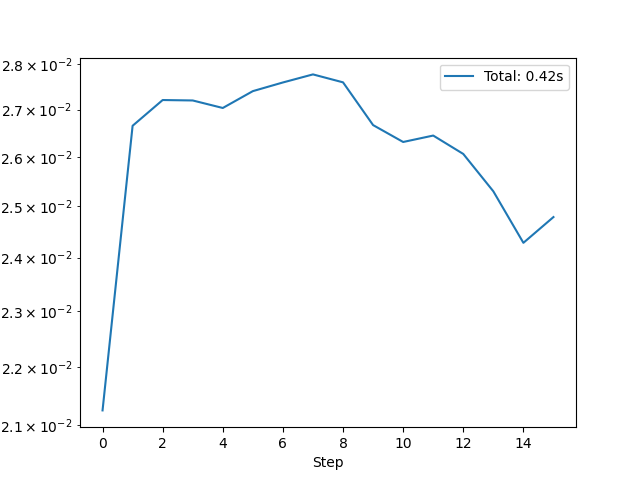 Total: 0.42s
2.8 × 10⁻²
2.7 × 10⁻²
2.6 × 10⁻²
2.5 × 10⁻²
2.4 × 10⁻²
2.3 × 10⁻²
2.2 × 10⁻²
2.1 × 10⁻²
0 2 4 6 8 10 12 14
Step